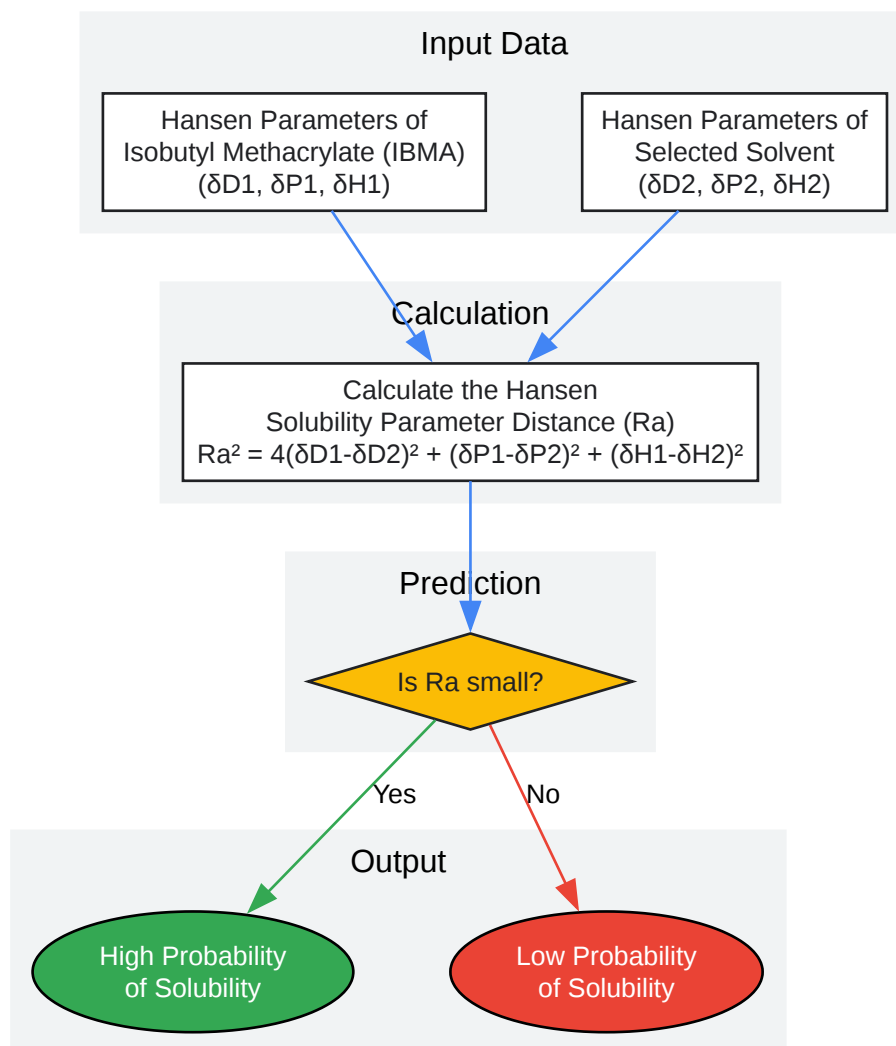 Input Data
Hansen Parameters of
Isobutyl Methacrylate (IBMA)
(δD1, δP1, δH1)
Hansen Parameters of
Selected Solvent
(δD2, δP2, δH2)
Calculation
Calculate the Hansen
Solubility Parameter Distance (Ra)
Ra² = 4(δD1-δD2)² + (δP1-δP2)² + (δH1-δH2)²
Prediction
Is Ra small?
Yes
No
Output
High Probability
of Solubility
Low Probability
of Solubility